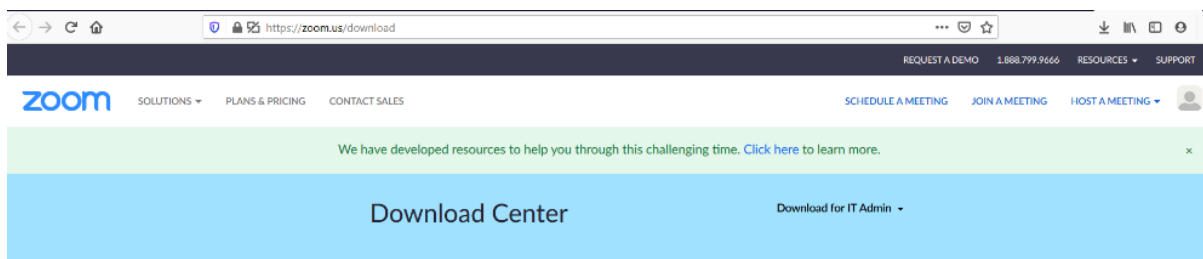 https://zoom.us/download
REQUEST A DEMO 1.888.799.9666 RESOURCES SUPPORT
zoom SOLUTIONS PLANS & PRICING CONTACT SALES SCHEDULE A MEETING JOIN A MEETING HOST A MEETING
We have developed resources to help you through this challenging time. Click here to learn more. ×
Download Center Download for IT Admin